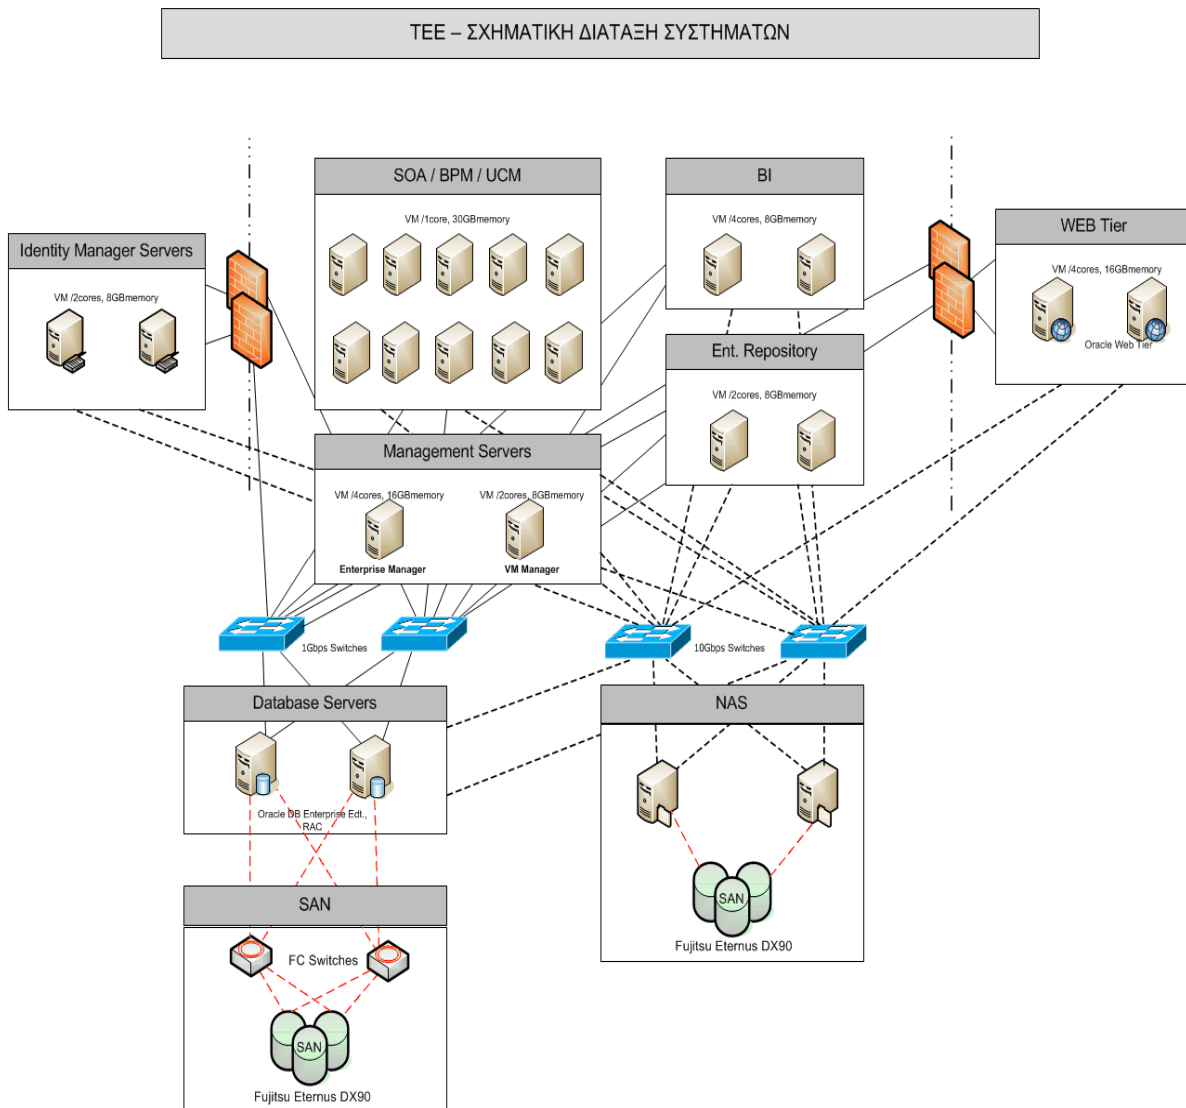 ΤΕΕ – ΣΧΗΜΑΤΙΚΗ ΔΙΑΤΑΞΗ ΣΥΣΤΗΜΑΤΩΝ
SOA / BPM / UCM
VM /1core, 30GBmemory
BI
VM /4cores, 8GBmemory
Identity Manager Servers
VM /2cores, 8GBmemory
WEB Tier
VM /4cores, 16GBmemory
Oracle Web Tier
Ent. Repository
VM /2cores, 8GBmemory
Management Servers
VM /4cores, 16GBmemory
VM /2cores, 8GBmemory
Enterprise Manager
VM Manager
1Gbps Switches
10Gbps Switches
Database Servers
Oracle DB Enterprise Edt.,
RAC
NAS
SAN
Fujitsu Eternus DX90
SAN
FC Switches
SAN
Fujitsu Eternus DX90